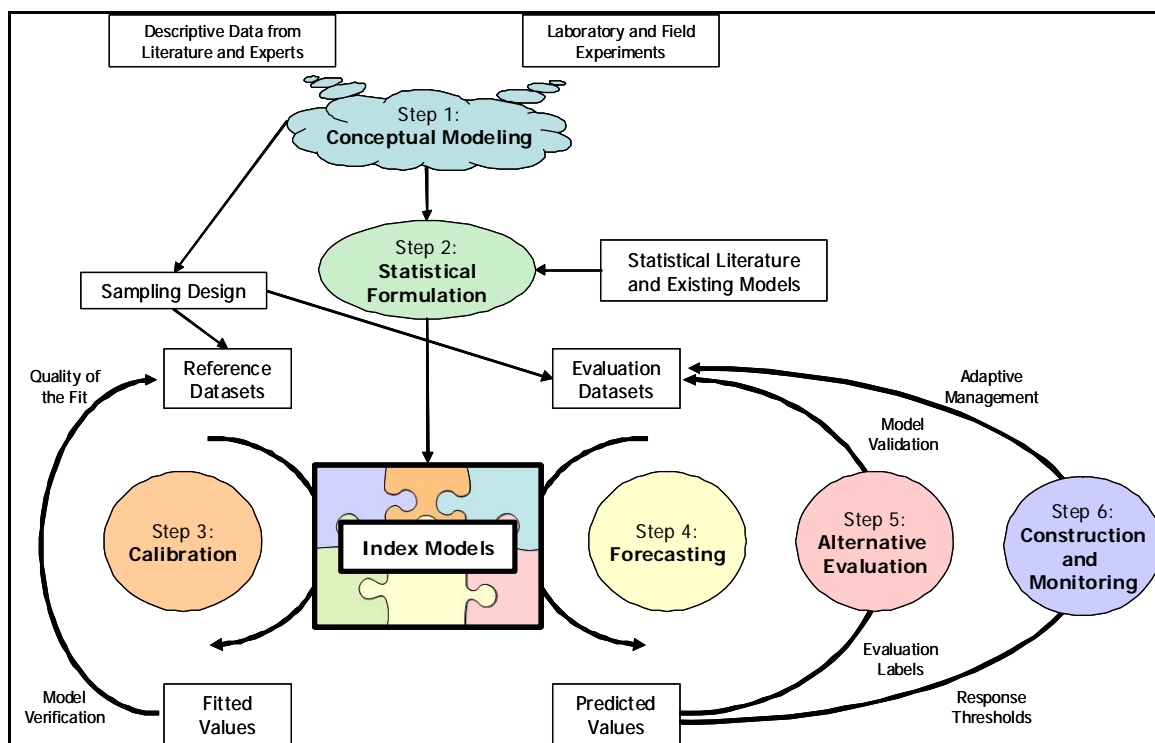 Descriptive Data from
Literature and Experts
Laboratory and Field
Experiments
Step 1:
Conceptual Modeling
Step 2:
Statistical
Formulation
Statistical Literature
and Existing Models
Sampling Design
Quality of
the Fit
Reference
Datasets
Evaluation
Datasets
Adaptive
Management
Model
Validation
Step 3:
Calibration
Index Models
Step 4:
Forecasting
Step 5:
Alternative
Evaluation
Step 6:
Construction
and
Monitoring
Model
Verification
Fitted
Values
Predicted
Values
Evaluation
Labels
Response
Thresholds